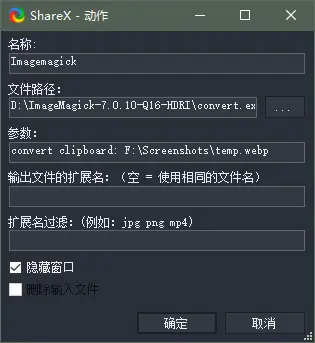 ShareX - 动作
名称:
Imagemagick
文件路径:
D:\ImageMagick-7.0.10-Q16-HDRI\convert.ex
...
参数:
convert clipboard: F:\Screenshots\temp.webp
输出文件的扩展名: (空 = 使用相同的文件名)
扩展名过滤: (例如: jpg png mp4)
隐藏窗口
删除输入文件
确定
取消